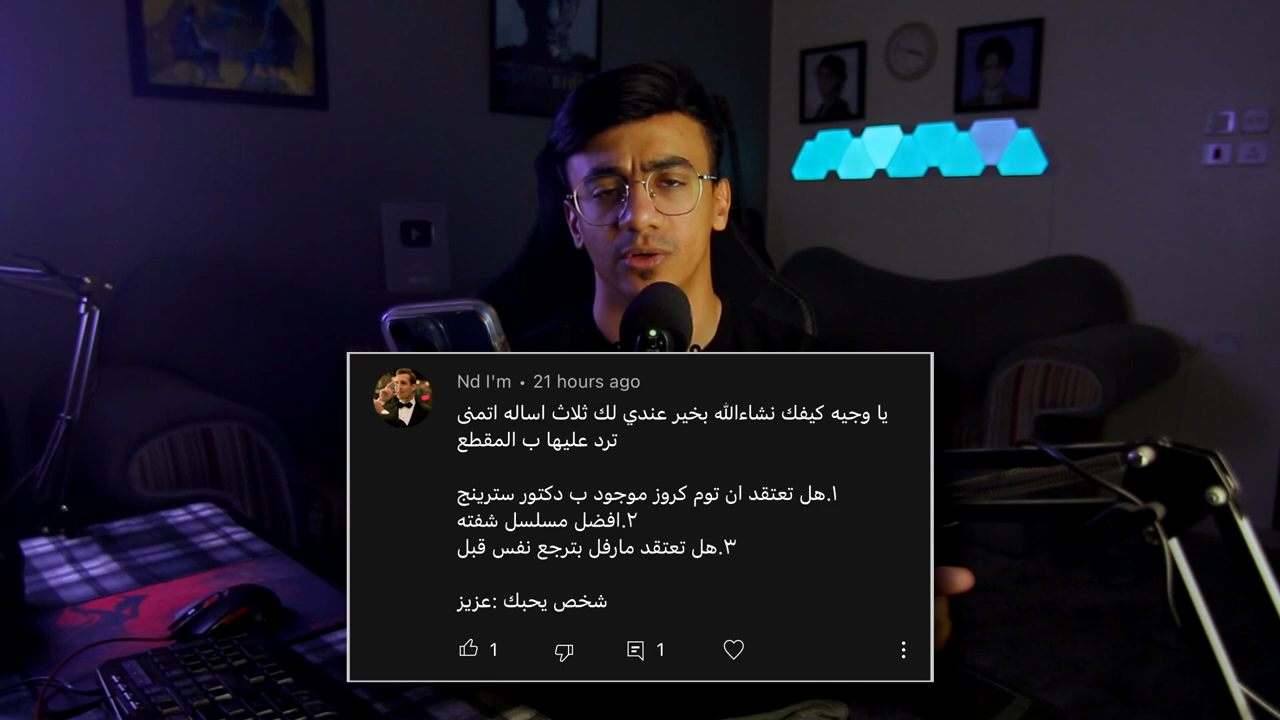 Nd I'm • 21 hours ago
يا وجيه كيفك نشاءالله بخير عندي لك ثلاث اساله اتمنى
ترد عليها ب المقطع
١.هل تعتقد ان توم كروز موجود ب دكتور سترينج
٢.افضل مسلسل شفته
٣.هل تعتقد مارفل بترجع نفس قبل
شخص يحبك :عزيز
1
1